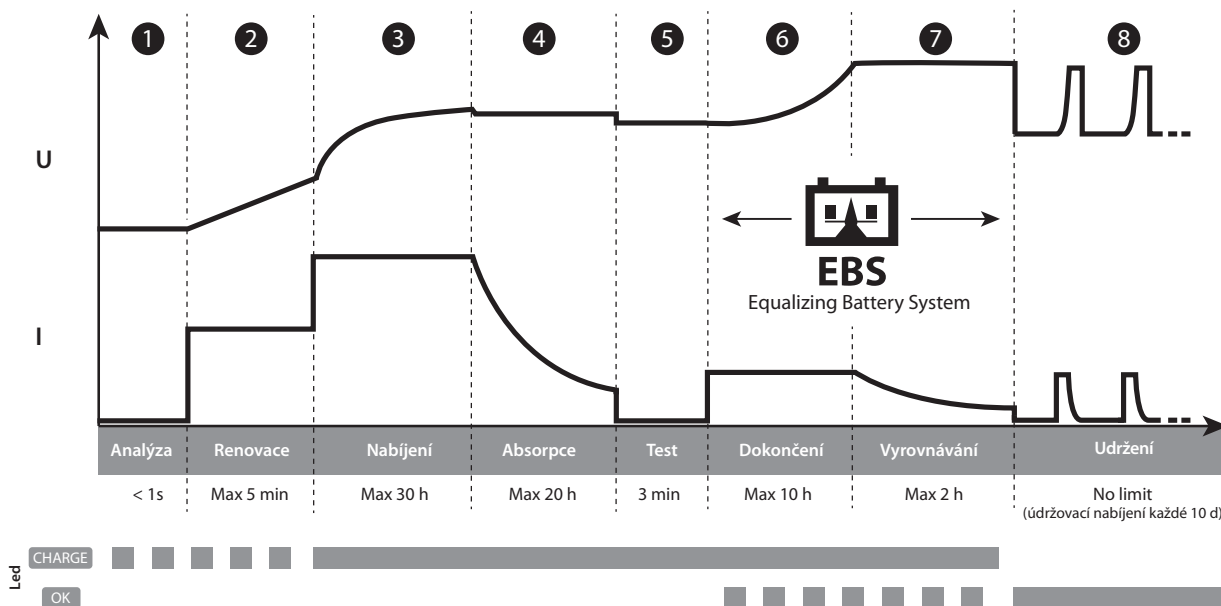 1 2 3 4 5 6 7 8
U
EBS
Equalizing Battery System
I
Analýza Renovace Nabíjení Absorpce Test Dokončení Vyrovnávání Udržení
< 1s Max 5 min Max 30 h Max 20 h 3 min Max 10 h Max 2 h No limit
(údržovací nabíjení každé 10 d)
Led
CHARGE
OK